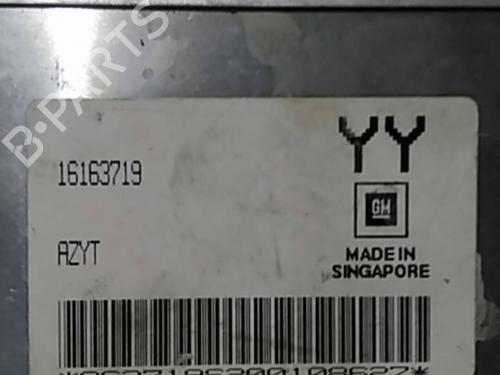 B-PARTS
YY
16163719
GM
AZYT
MADE IN
SINGAPORE